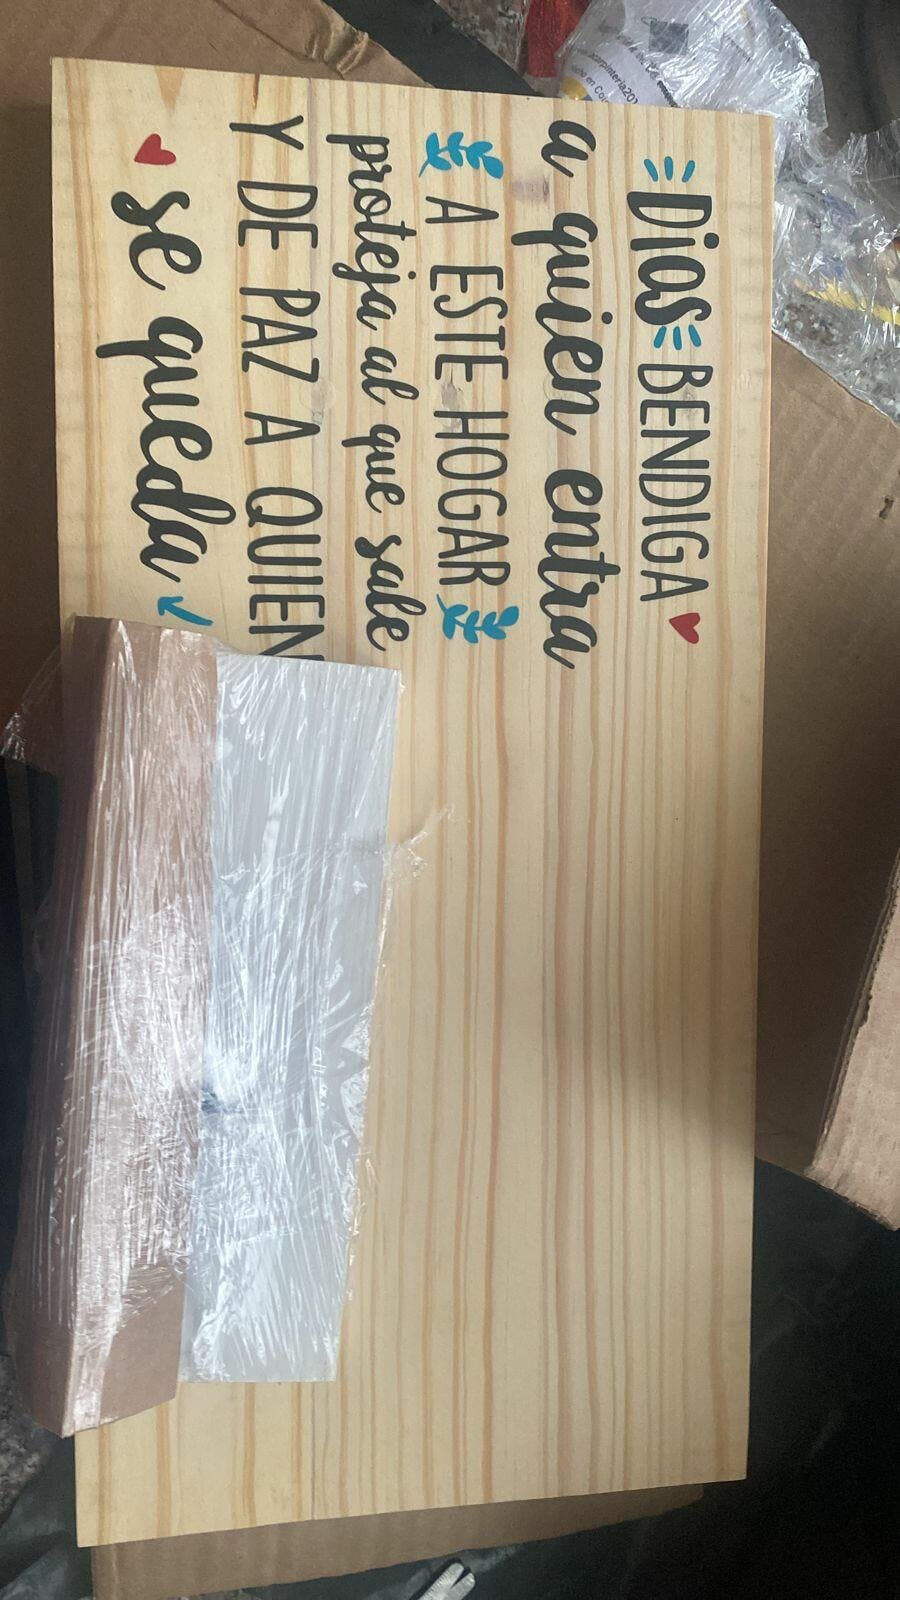 Dios BENDIGA
a quien entra
A ESTE HOGAR
proteja al que sale
Y DE PAZ A QUIEN
se queda